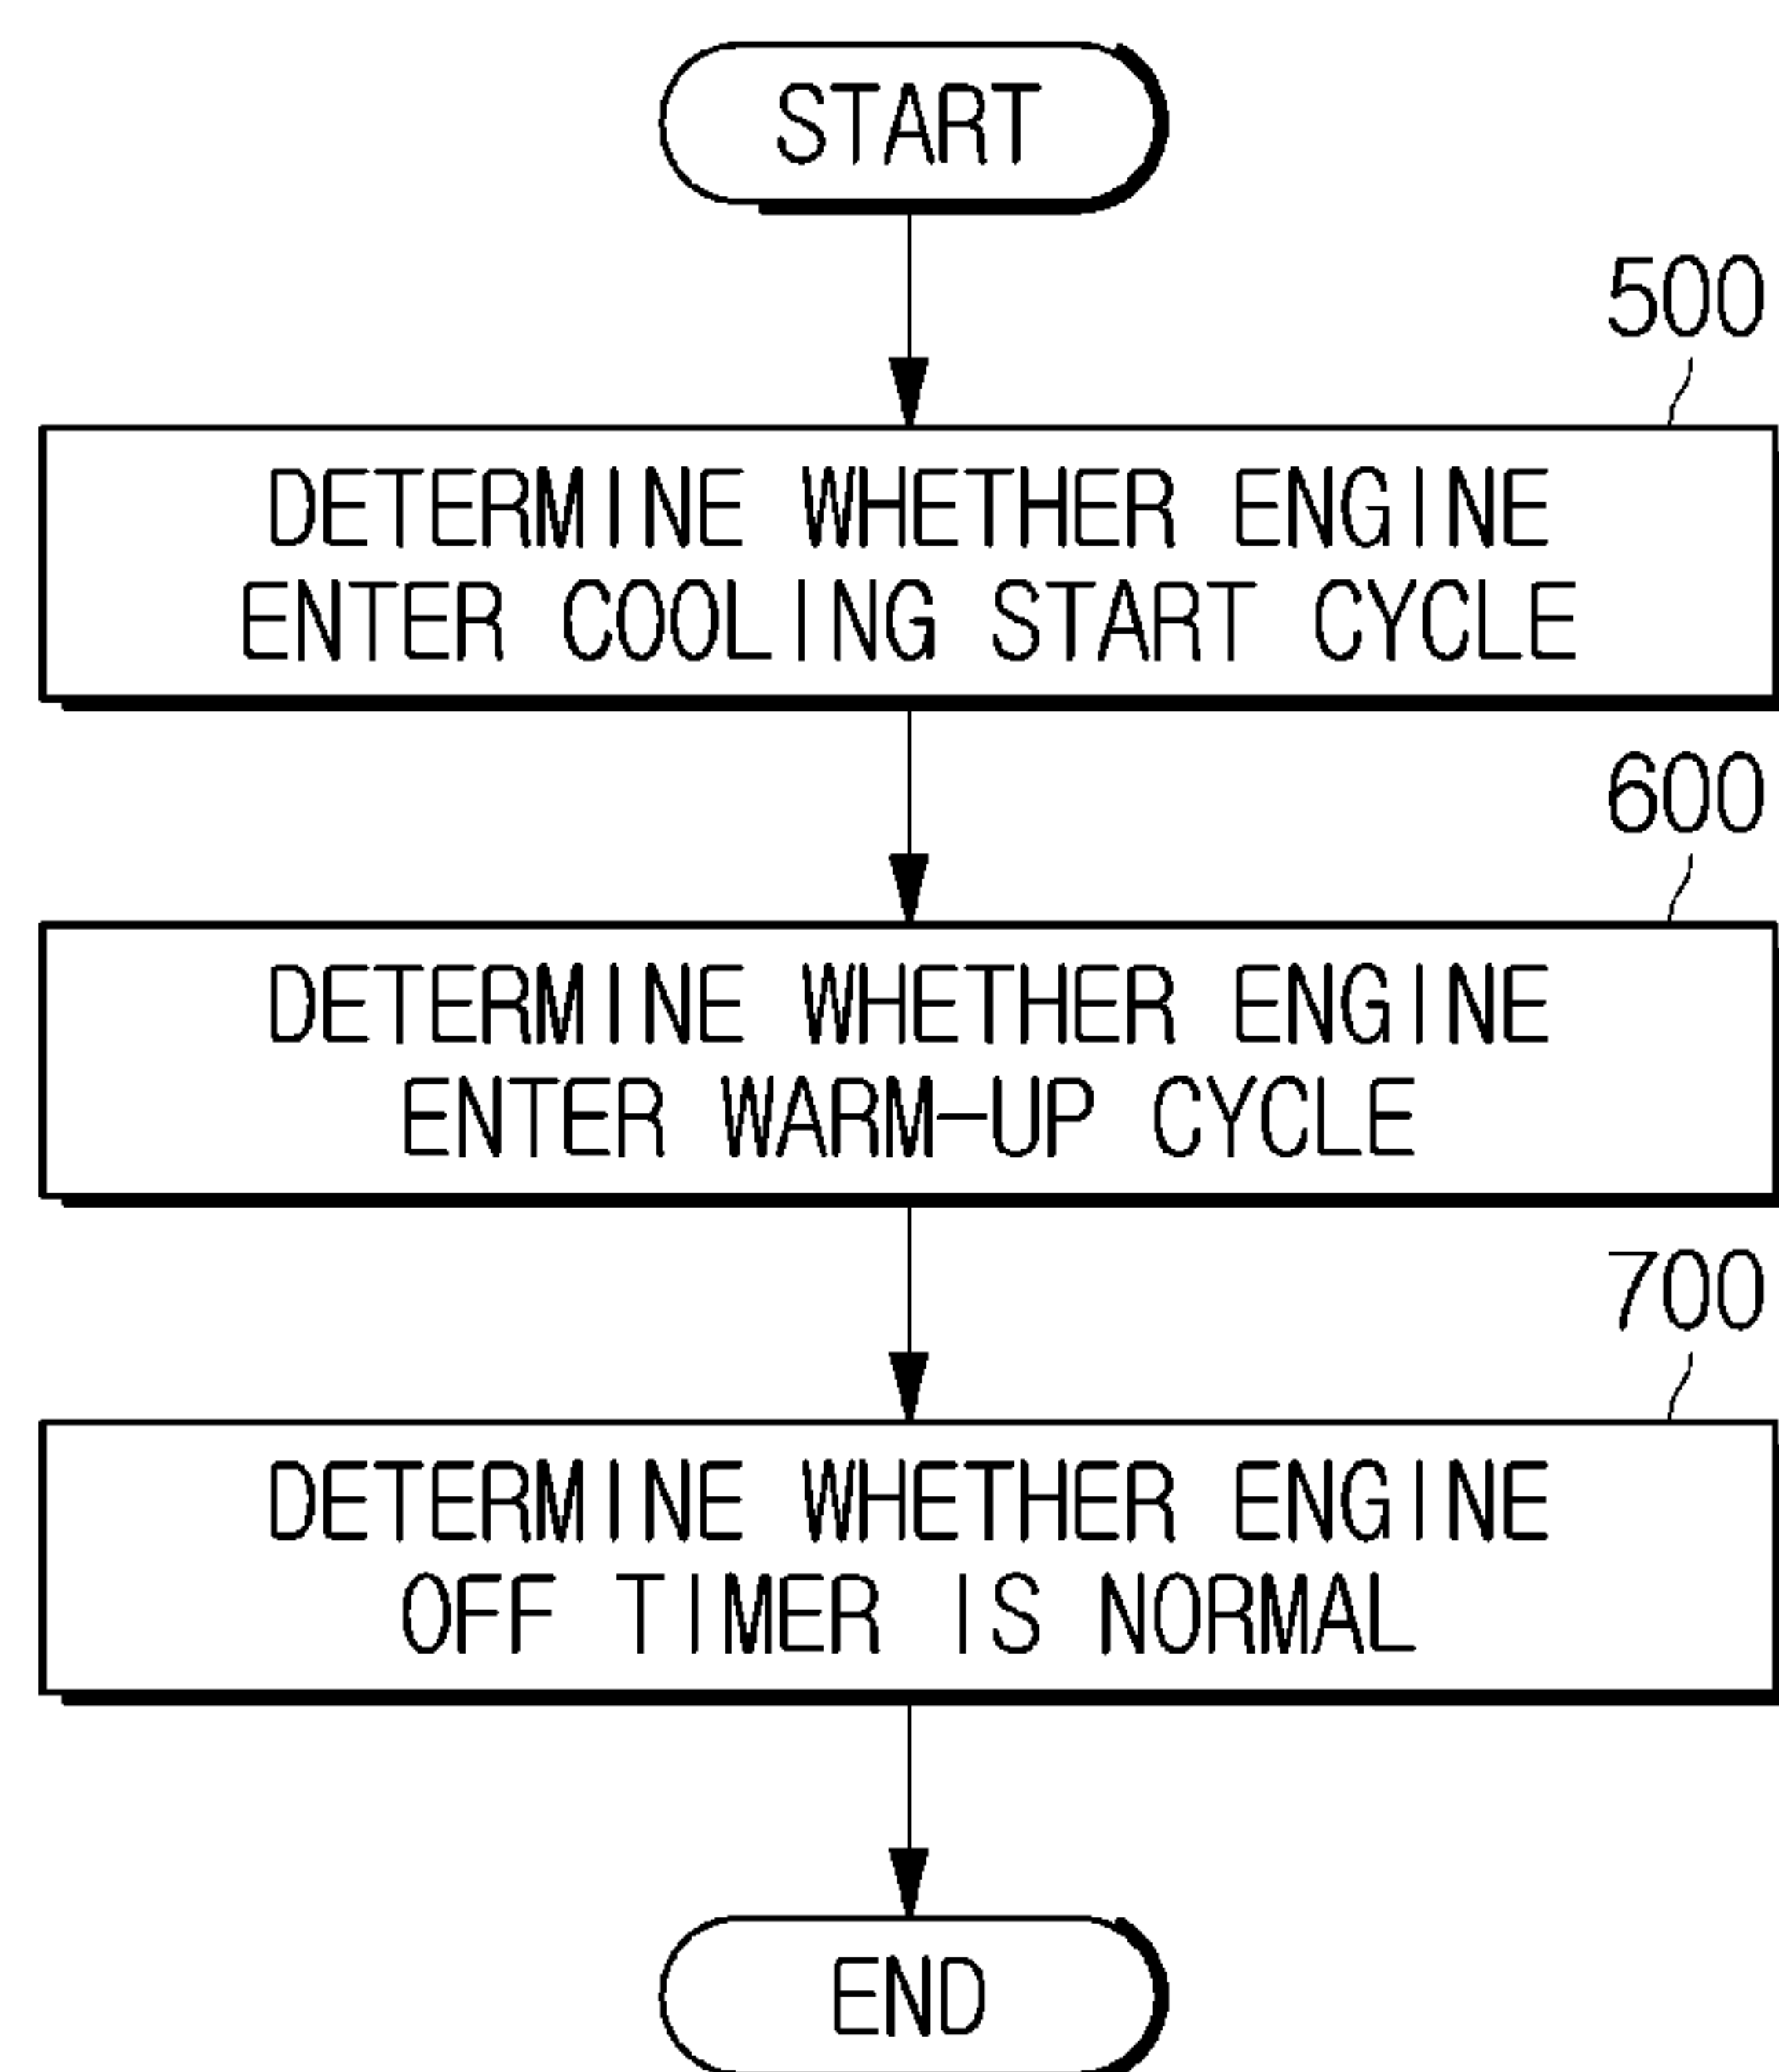 START
500
DETERMINE WHETHER ENGINE
ENTER COOLING START CYCLE
600
DETERMINE WHETHER ENGINE
ENTER WARM-UP CYCLE
700
DETERMINE WHETHER ENGINE
OFF TIMER IS NORMAL
END